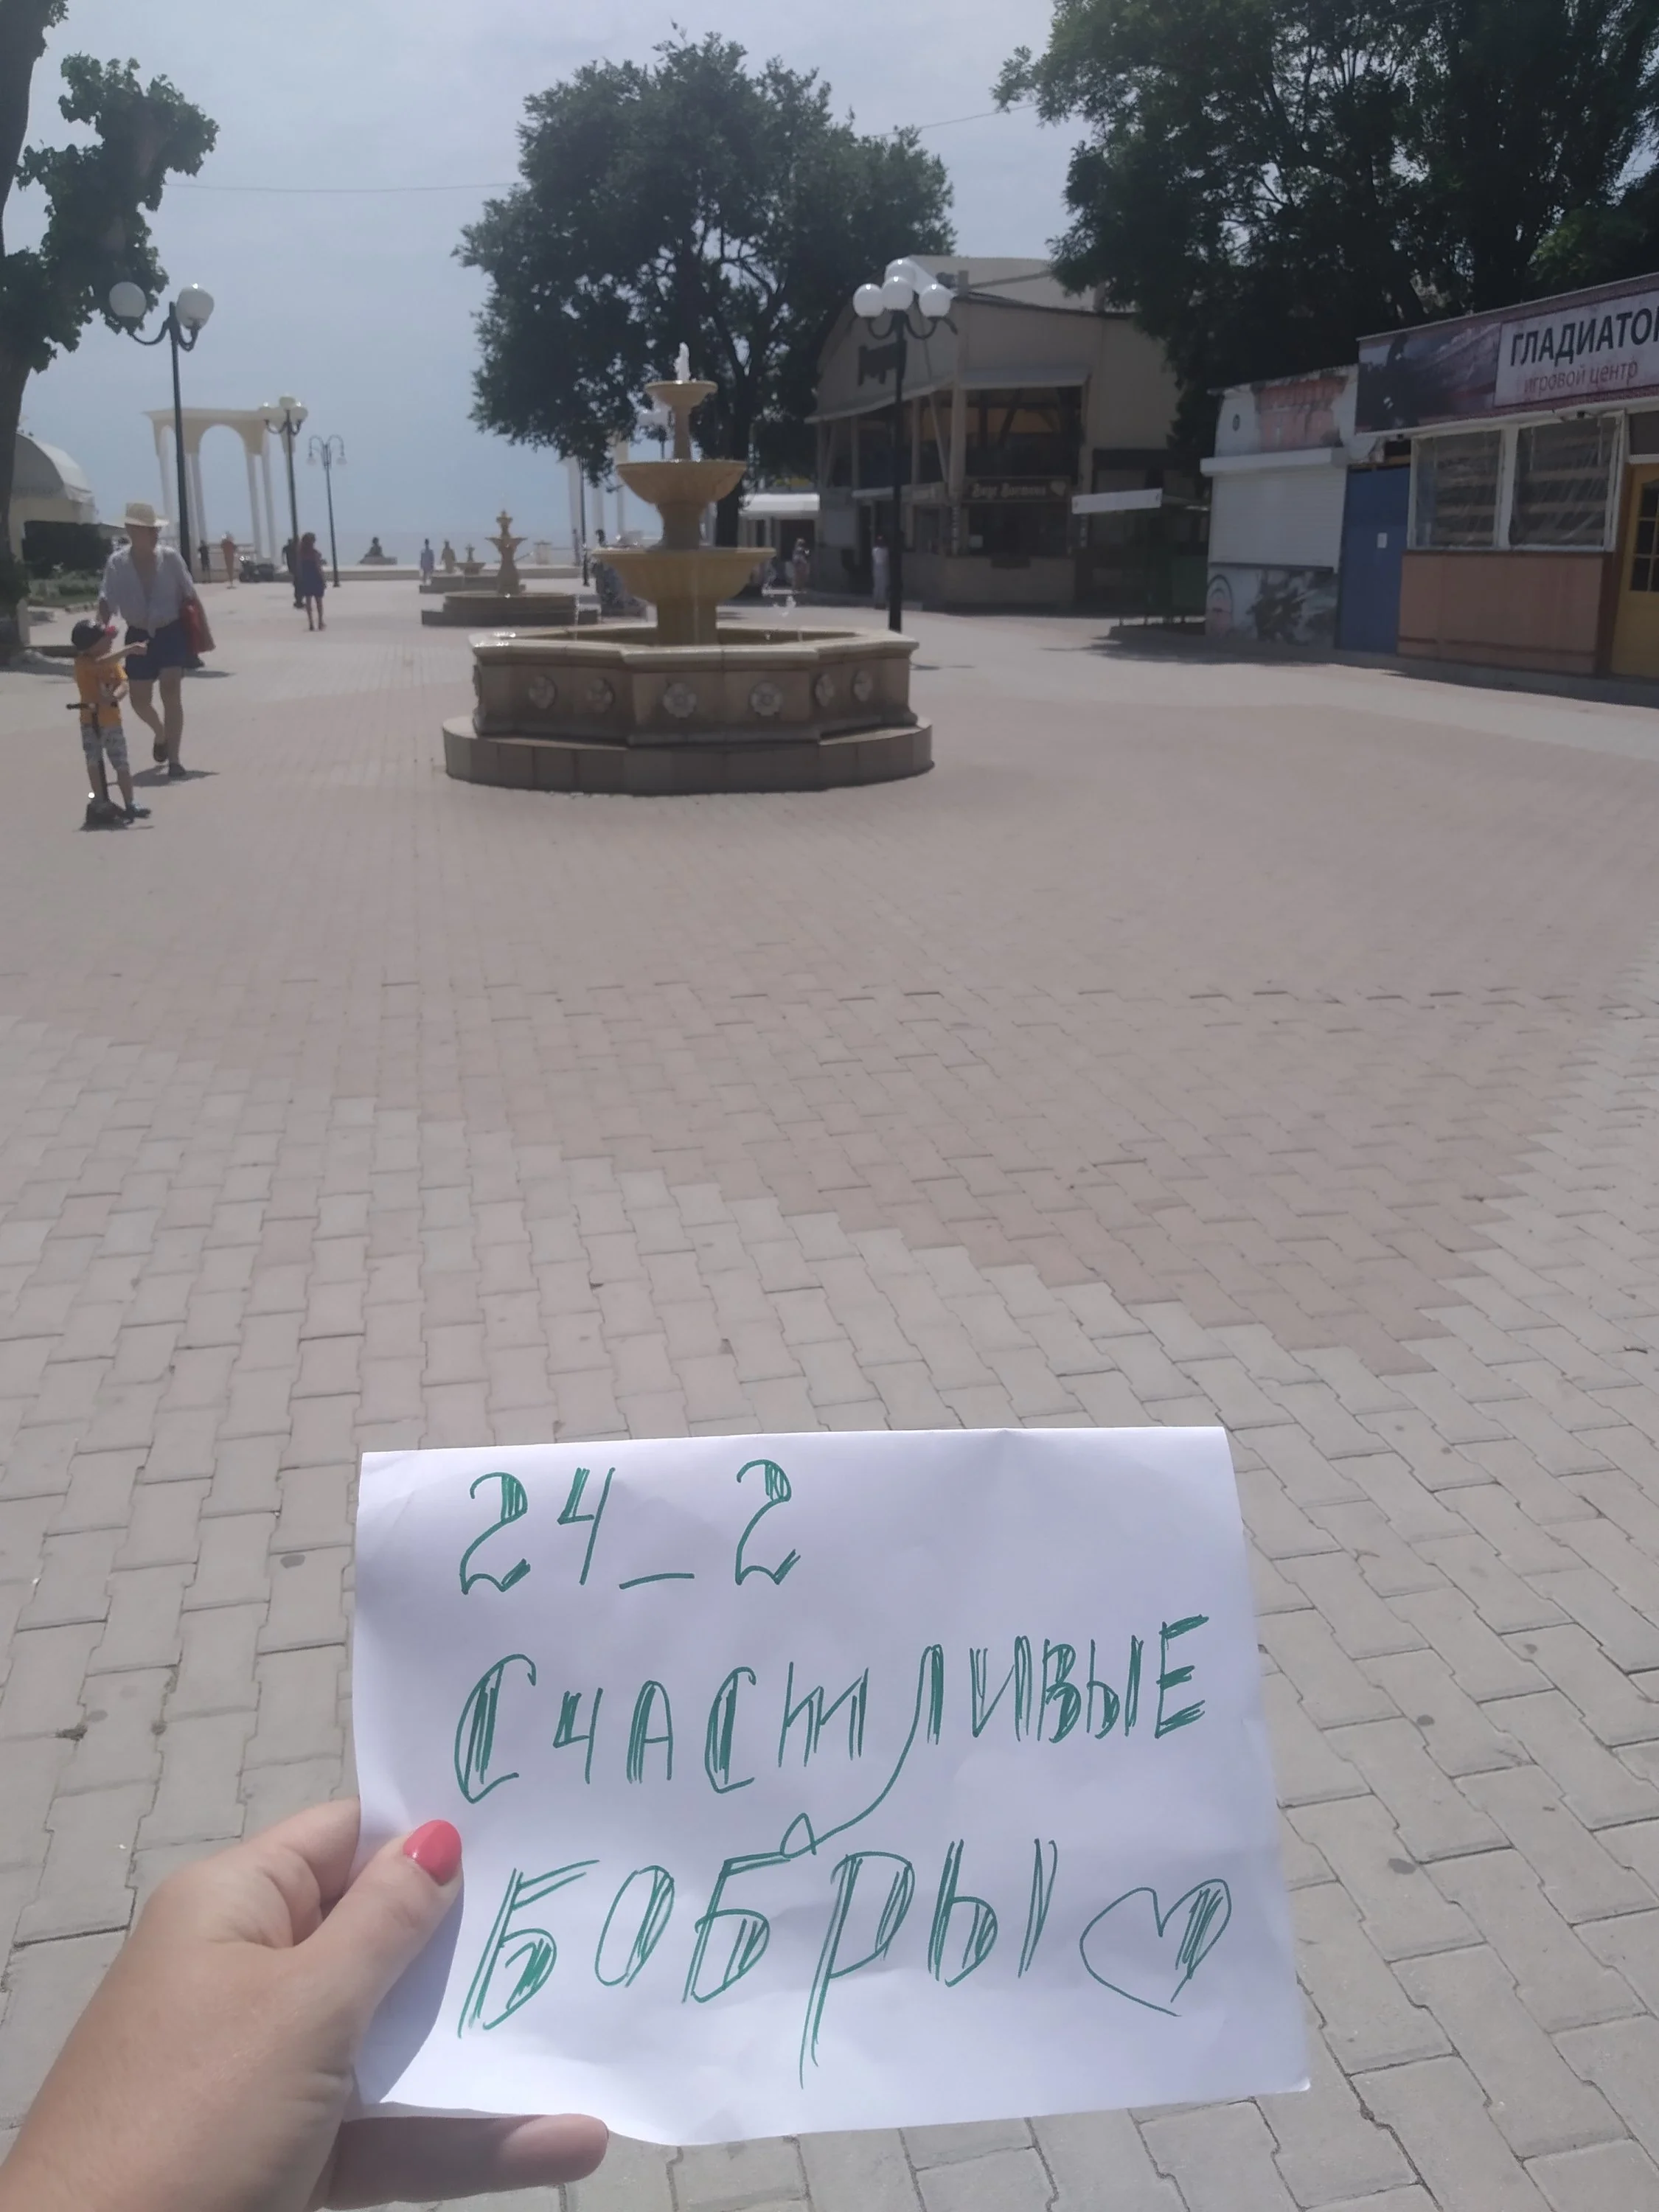 ГЛАДИАТО
игровой центр
24_2
СЧАСТЛИВЫЕ
БОБРЫ